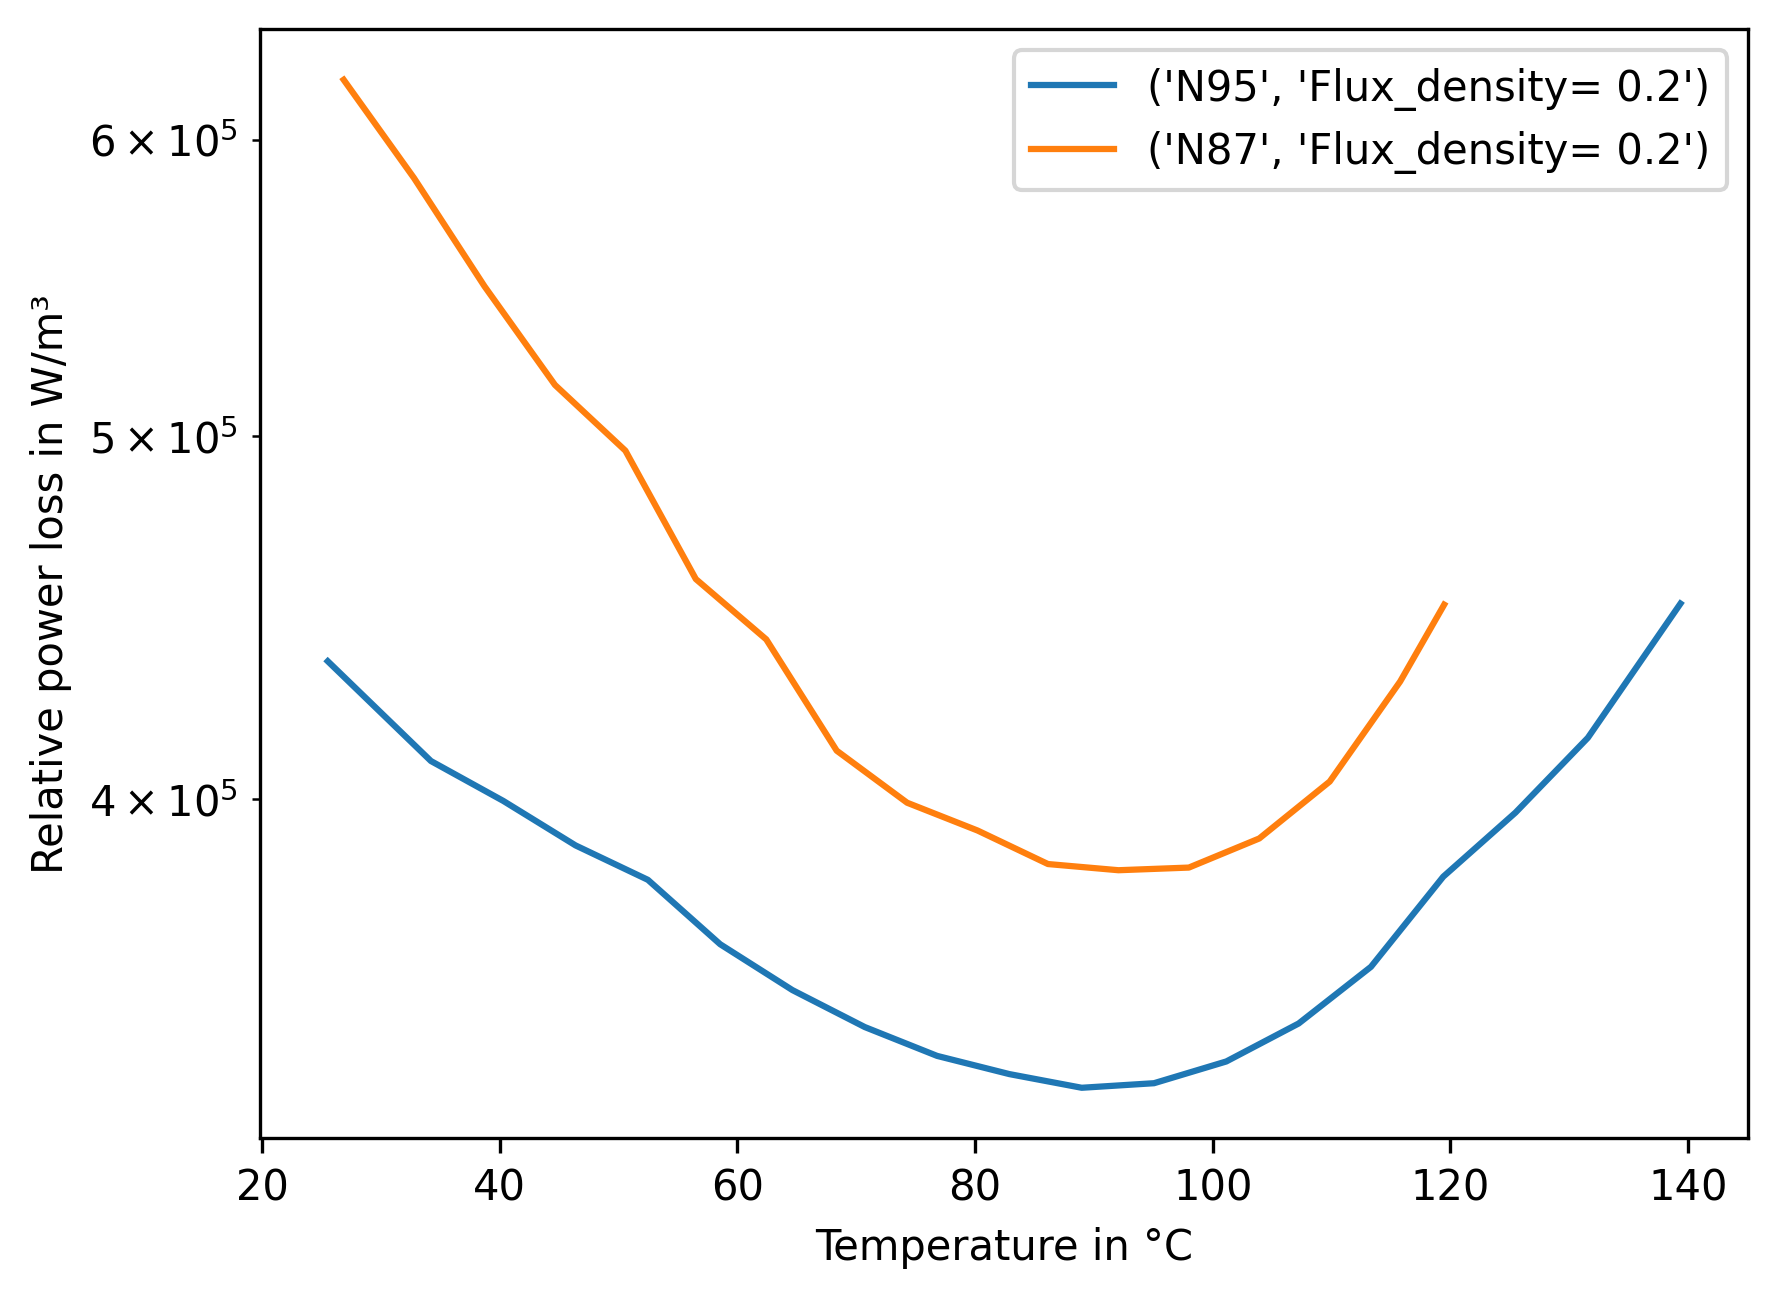 ('N95', 'Flux_density= 0.2')
('N87', 'Flux_density= 0.2')
6 × 10⁵
5 × 10⁵
4 × 10⁵
Relative power loss in W/m³
20 40 60 80 100 120 140
Temperature in °C